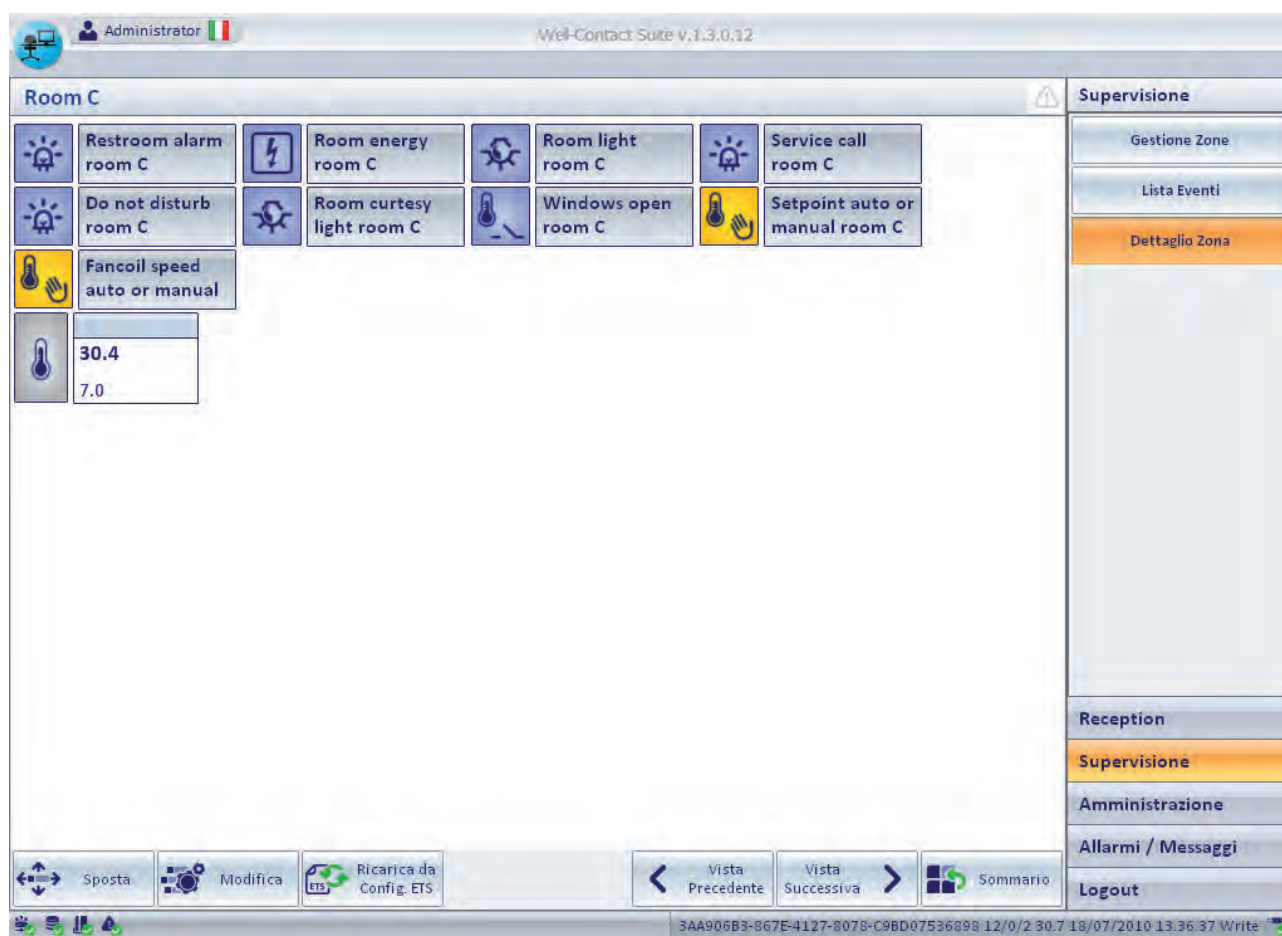 Administrator
Well-Contact Suite v.1.3.0.12
Room C
Supervisione
Restroom alarm room C
Room energy room C
Room light room C
Service call room C
Do not disturb room C
Room curtesy light room C
Windows open room C
Setpoint auto or manual room C
Fancoil speed auto or manual
30.4
7.0
Gestione Zone
Lista Eventi
Dettaglio Zona
Reception
Supervisione
Amministrazione
Allarmi / Messaggi
Logout
Sposta
Modifica
ETS
Ricarica da Config. ETS
Vista Precedente
Vista Successiva
Sommario
3AA906B3-867E-4127-8078-C9BD07536898 12/0/2 30.7 18/07/2010 13.36.37 Write